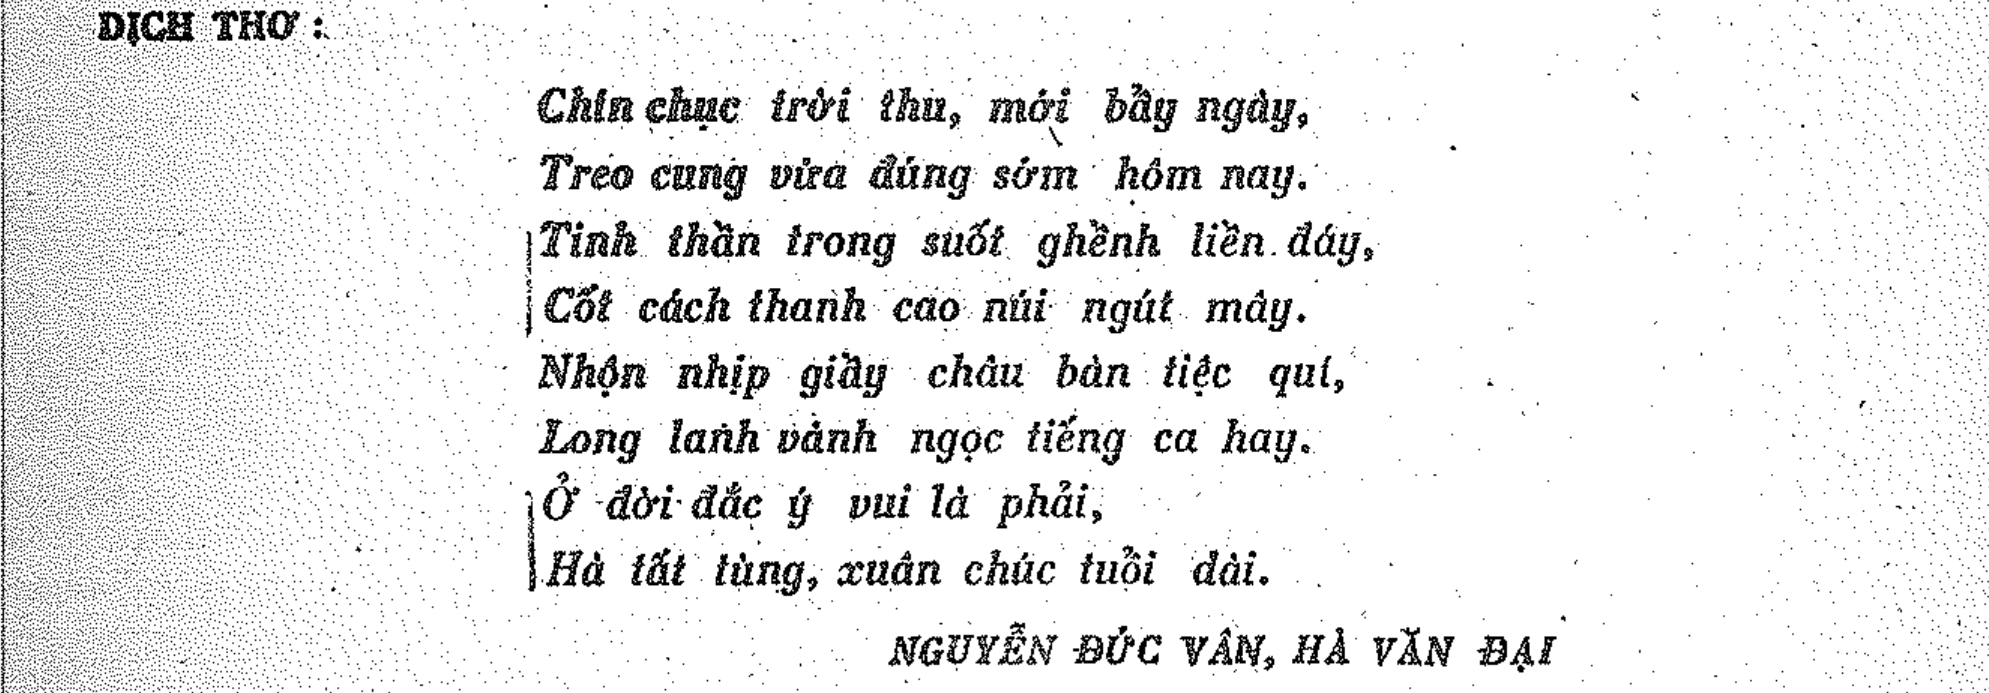 DỊCH THƠ :
Chín chục trời thu, mới bẩy ngày,
Treo cung vừa đúng sớm hôm nay.
Tinh thần trong suốt ghềnh liền đáy,
Cốt cách thanh cao núi ngút mây.
Nhộn nhịp giầy châu bàn tiệc quí,
Long lanh vành ngọc tiếng ca hay.
Ở đời đắc ý vui là phải,
Hà tất tùng, xuân chúc tuổi dài.
NGUYỄN ĐỨC VÂN, HÀ VĂN ĐẠI